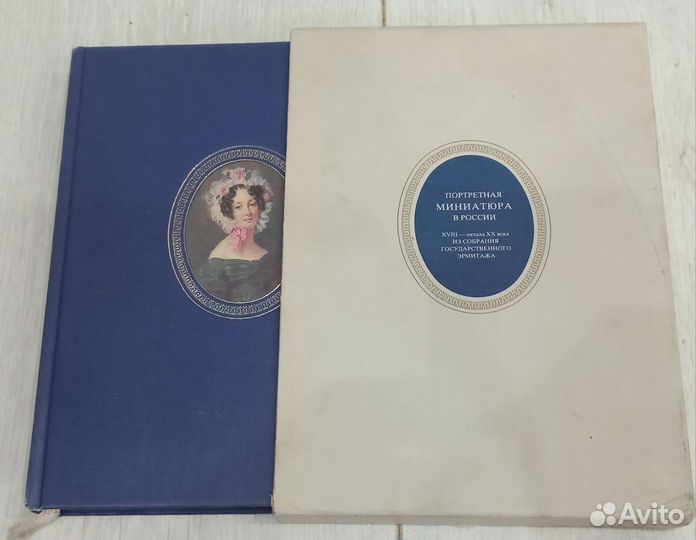 ПОРТРЕТНАЯ
МИНИАТЮРА
В РОССИИ
XVIII — начала XX века
ИЗ СОБРАНИЯ
ГОСУДАРСТВЕННОГО
ЭРМИТАЖА
Avito